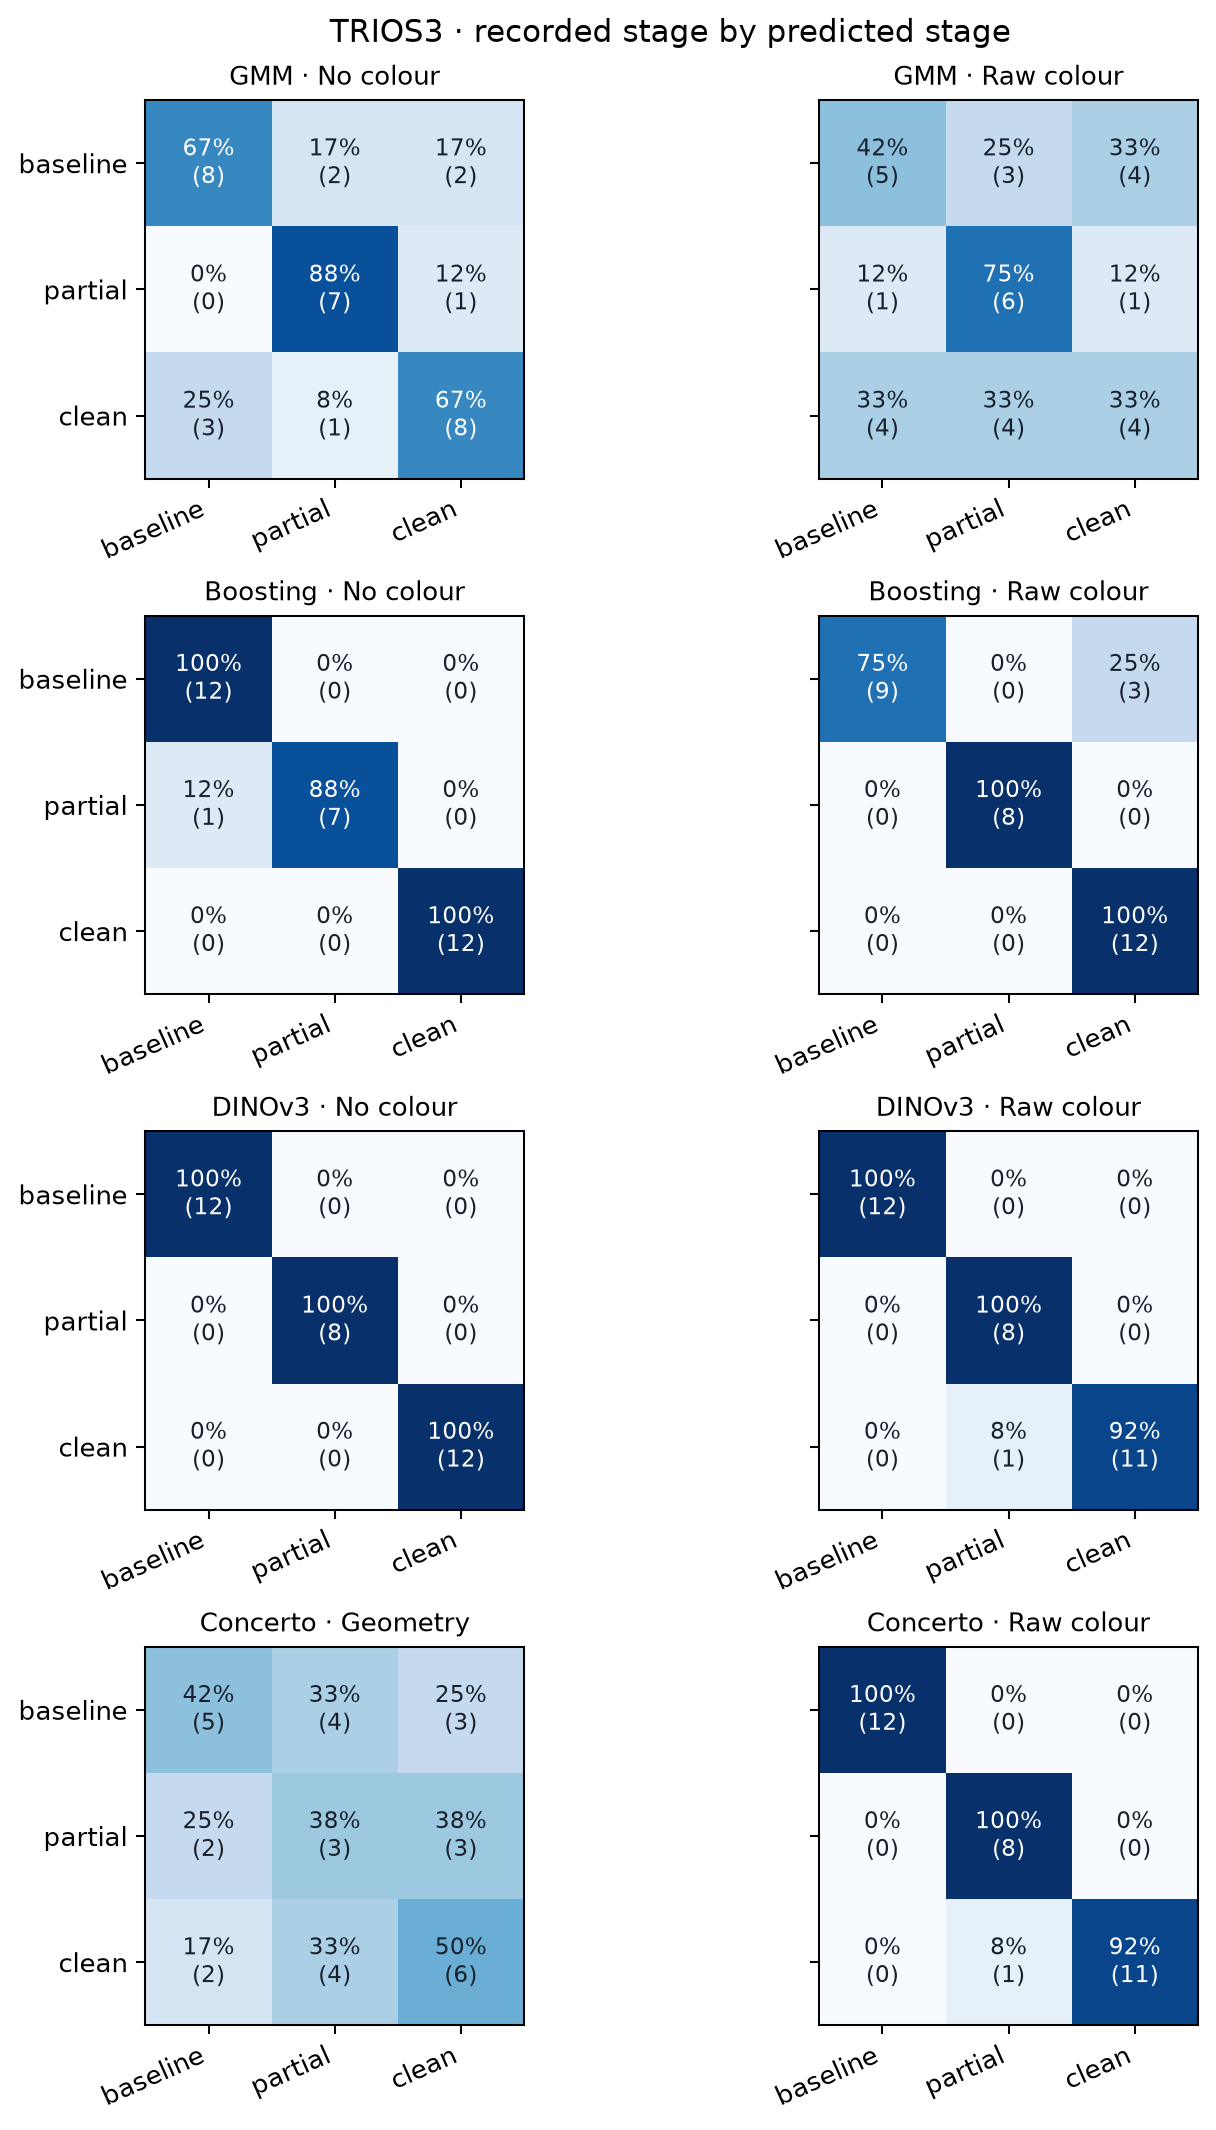 TRIOS3 · recorded stage by predicted stage
GMM · No colour
baseline
67% 17% 17%
(8) (2) (2)
partial
0% 88% 12%
(0) (7) (1)
clean
25% 8% 67%
(3) (1) (8)
baseline partial clean
GMM · Raw colour
42% 25% 33%
(5) (3) (4)
12% 75% 12%
(1) (6) (1)
33% 33% 33%
(4) (4) (4)
baseline partial clean
Boosting · No colour
baseline
100% 0% 0%
(12) (0) (0)
partial
12% 88% 0%
(1) (7) (0)
clean
0% 0% 100%
(0) (0) (12)
baseline partial clean
Boosting · Raw colour
75% 0% 25%
(9) (0) (3)
0% 100% 0%
(0) (8) (0)
0% 0% 100%
(0) (0) (12)
baseline partial clean
DINOv3 · No colour
baseline
100% 0% 0%
(12) (0) (0)
partial
0% 100% 0%
(0) (8) (0)
clean
0% 0% 100%
(0) (0) (12)
baseline partial clean
DINOv3 · Raw colour
100% 0% 0%
(12) (0) (0)
0% 100% 0%
(0) (8) (0)
0% 8% 92%
(0) (1) (11)
baseline partial clean
Concerto · Geometry
baseline
42% 33% 25%
(5) (4) (3)
partial
25% 38% 38%
(2) (3) (3)
clean
17% 33% 50%
(2) (4) (6)
baseline partial clean
Concerto · Raw colour
100% 0% 0%
(12) (0) (0)
0% 100% 0%
(0) (8) (0)
0% 8% 92%
(0) (1) (11)
baseline partial clean